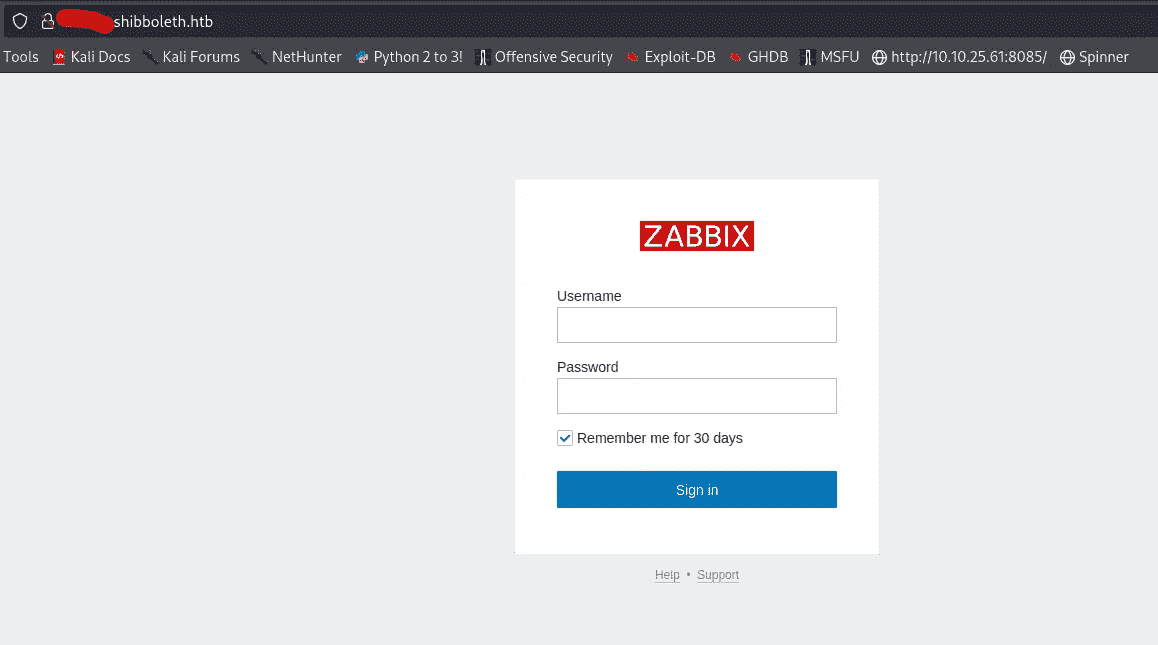 shibboleth.htb
Tools Kali Docs Kali Forums NetHunter Python 2 to 3! Offensive Security Exploit-DB GHDB MSFU http://10.10.25.61:8085/ Spinner
ZABBIX
Username
Password
Remember me for 30 days
Sign in
Help • Support